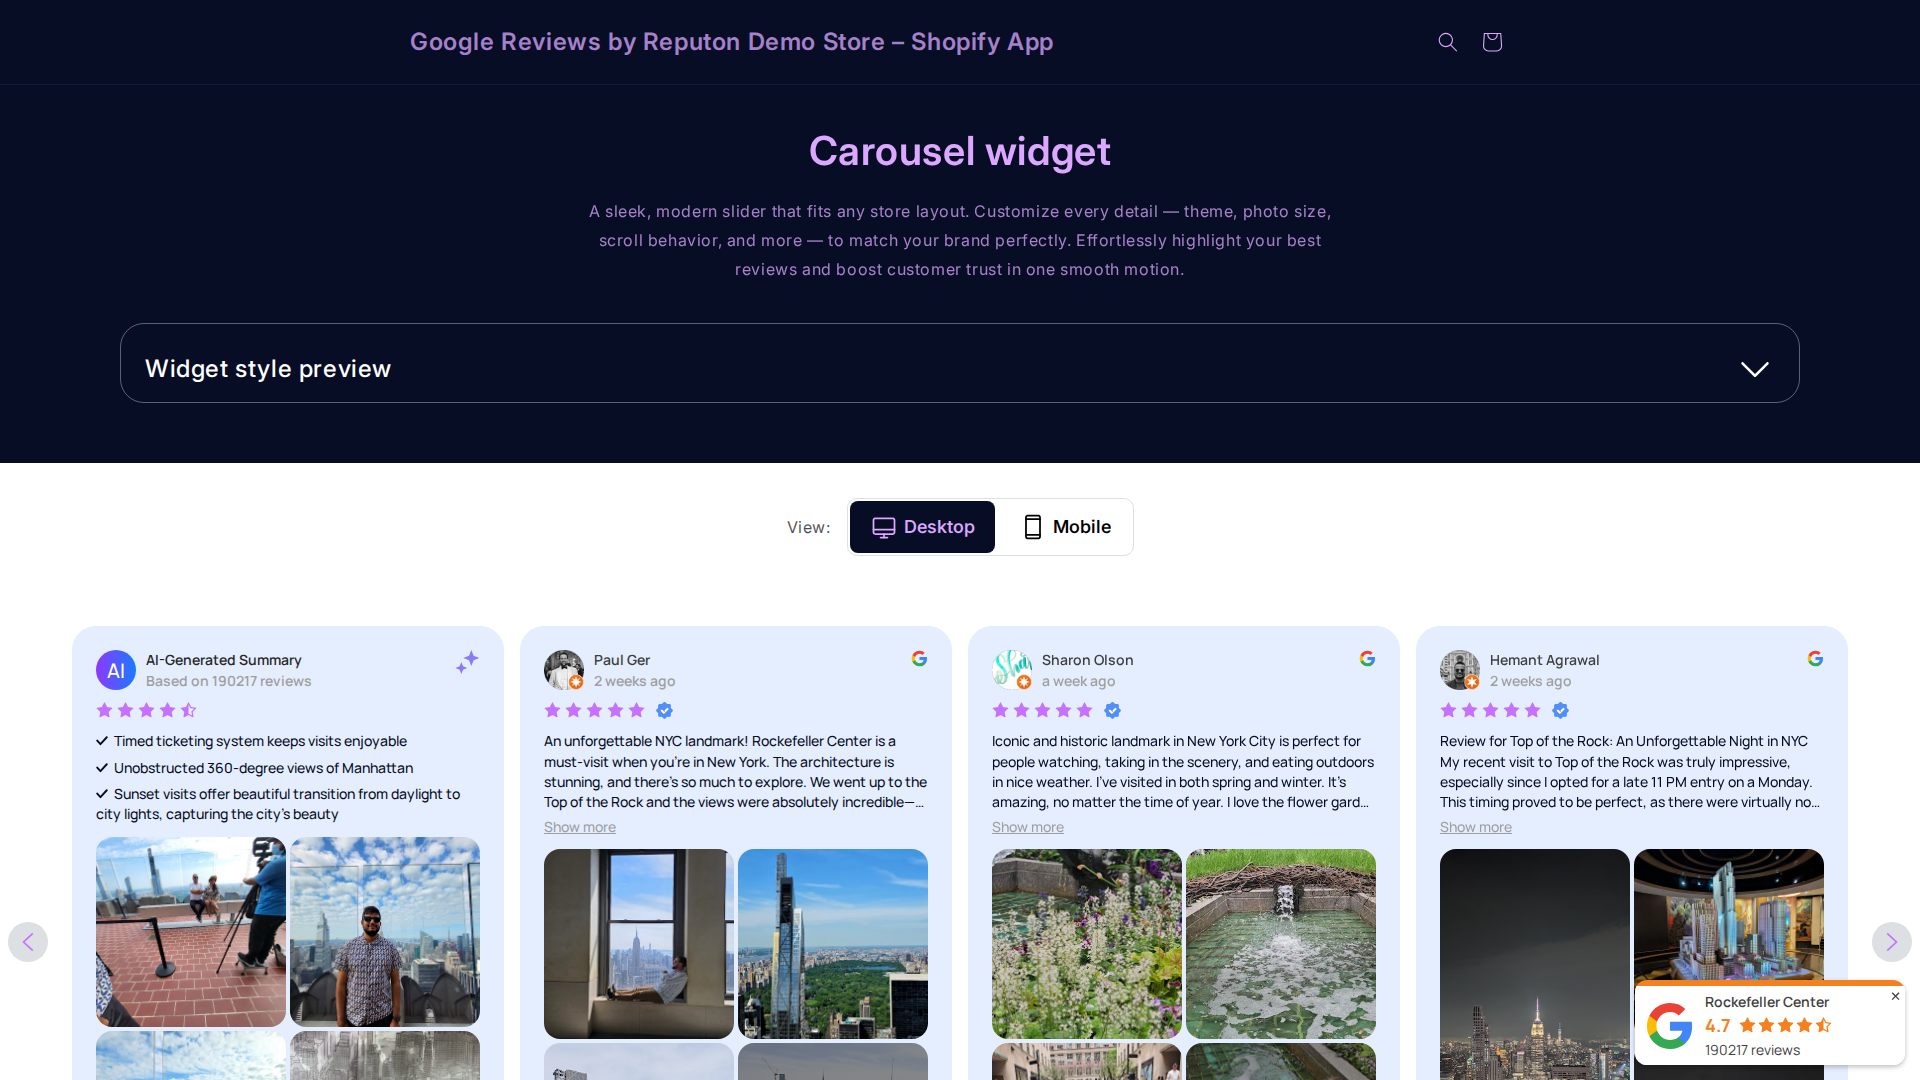 Google Reviews by Reputon Demo Store – Shopify App
Carousel widget
A sleek, modern slider that fits any store layout. Customize every detail — theme, photo size,
scroll behavior, and more — to match your brand perfectly. Effortlessly highlight your best
reviews and boost customer trust in one smooth motion.
Widget style preview
View:
Desktop
Mobile
AI
AI-Generated Summary
Based on 190217 reviews
Timed ticketing system keeps visits enjoyable
Unobstructed 360-degree views of Manhattan
Sunset visits offer beautiful transition from daylight to
city lights, capturing the city's beauty
Paul Ger
2 weeks ago
An unforgettable NYC landmark! Rockefeller Center is a
must-visit when you're in New York. The architecture is
stunning, and there's so much to explore. We went up to the
Top of the Rock and the views were absolutely incredible—...
Show more
Sha
Sharon Olson
a week ago
Iconic and historic landmark in New York City is perfect for
people watching, taking in the scenery, and eating outdoors
in nice weather. I've visited in both spring and winter. It's
amazing, no matter the time of year. I love the flower gard...
Show more
Hemant Agrawal
2 weeks ago
Review for Top of the Rock: An Unforgettable Night in NYC
My recent visit to Top of the Rock was truly impressive,
especially since I opted for a late 11 PM entry on a Monday.
This timing proved to be perfect, as there were virtually no...
Show more
Rockefeller Center
4.7
190217 reviews